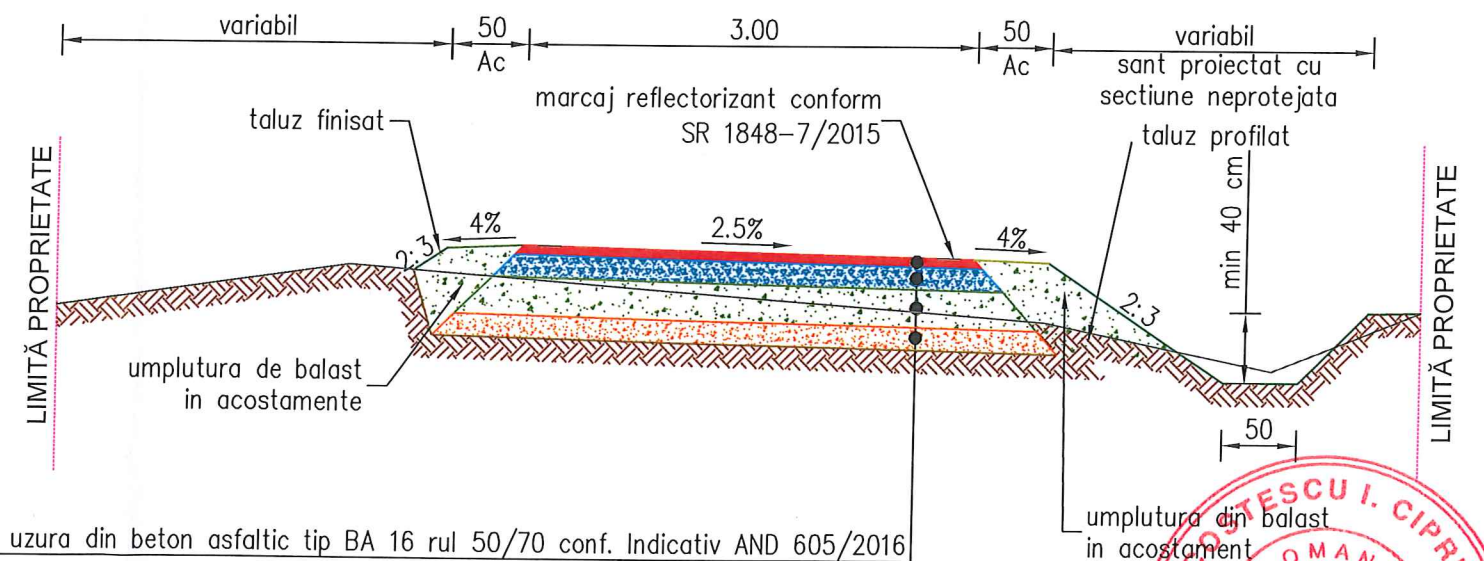 variabil
50
3.00
50
variabil
Ac
Ac
sant proiectat cu
sectiune neprotejata
marcaj reflectorizant conform
SR 1848-7/2015
taluz finisat
taluz profilat
LIMITĂ PROPRIETATE
min 40 cm
LIMITĂ PROPRIETATE
4%
2.5%
4%
2:3
2:3
umplutura de balast
in acostamente
50
umplutura din balast
in acostament
uzura din beton asfaltic tip BA 16 rul 50/70 conf. Indicativ AND 605/2016